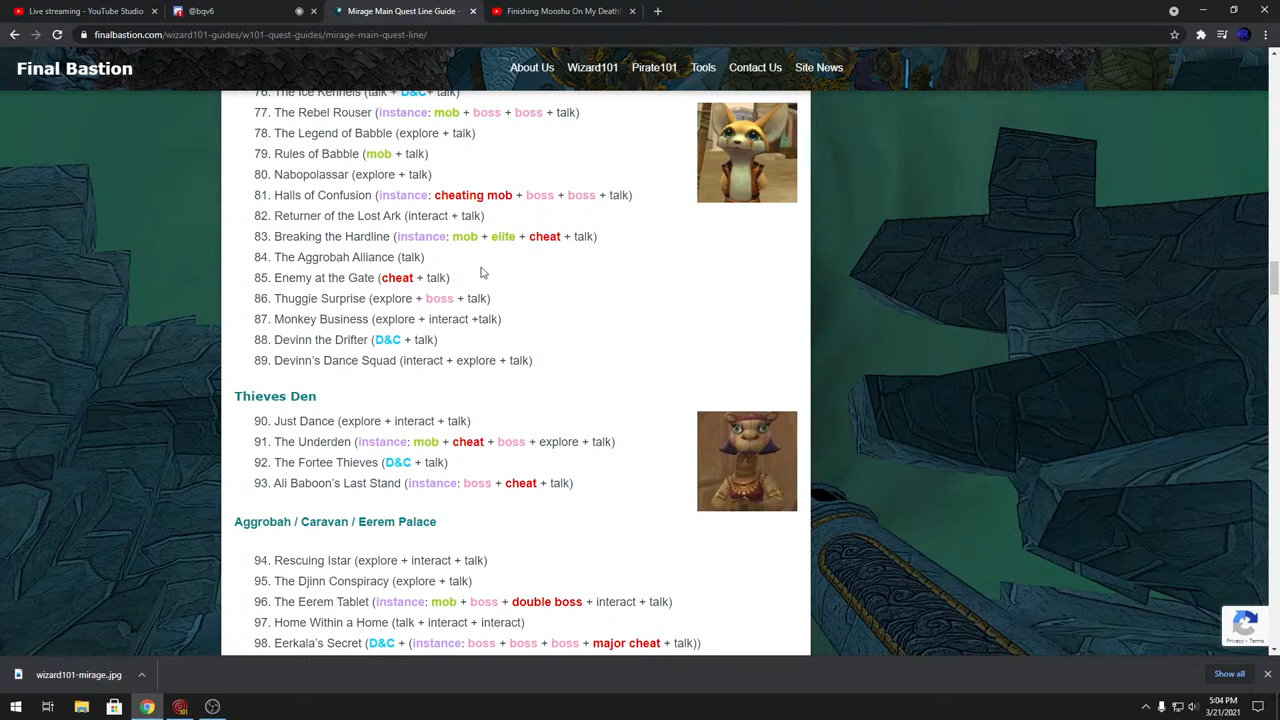 Live streaming - YouTube Studio
@bqv6
Mirage Main Quest Line Guide
Finishing Mooshu On My Death
finalbastion.com/wizard101-guides/w101-quest-guides/mirage-main-quest-line/
Final Bastion
About Us
Wizard101
Pirate101
Tools
Contact Us
Site News
76. The Ice Kennels (talk + D&C+ talk)
77. The Rebel Rouser (instance: mob + boss + boss + talk)
78. The Legend of Babble (explore + talk)
79. Rules of Babble (mob + talk)
80. Nabopolassar (explore + talk)
81. Halls of Confusion (instance: cheating mob + boss + boss + talk)
82. Returner of the Lost Ark (interact + talk)
83. Breaking the Hardline (instance: mob + elite + cheat + talk)
84. The Aggrobah Alliance (talk)
85. Enemy at the Gate (cheat + talk)
86. Thuggie Surprise (explore + boss + talk)
87. Monkey Business (explore + interact +talk)
88. Devinn the Drifter (D&C + talk)
89. Devinn's Dance Squad (interact + explore + talk)
Thieves Den
90. Just Dance (explore + interact + talk)
91. The Underden (instance: mob + cheat + boss + explore + talk)
92. The Fortee Thieves (D&C + talk)
93. Ali Baboon's Last Stand (instance: boss + cheat + talk)
Aggrobah / Caravan / Eerem Palace
94. Rescuing Istar (explore + interact + talk)
95. The Djinn Conspiracy (explore + talk)
96. The Eerem Tablet (instance: mob + boss + double boss + interact + talk)
97. Home Within a Home (talk + interact + interact)
98. Eerkala's Secret (D&C + (instance: boss + boss + boss + major cheat + talk))
Privacy - Terms
wizard101-mirage.jpg
Show all
5:04 PM
3/21/2021